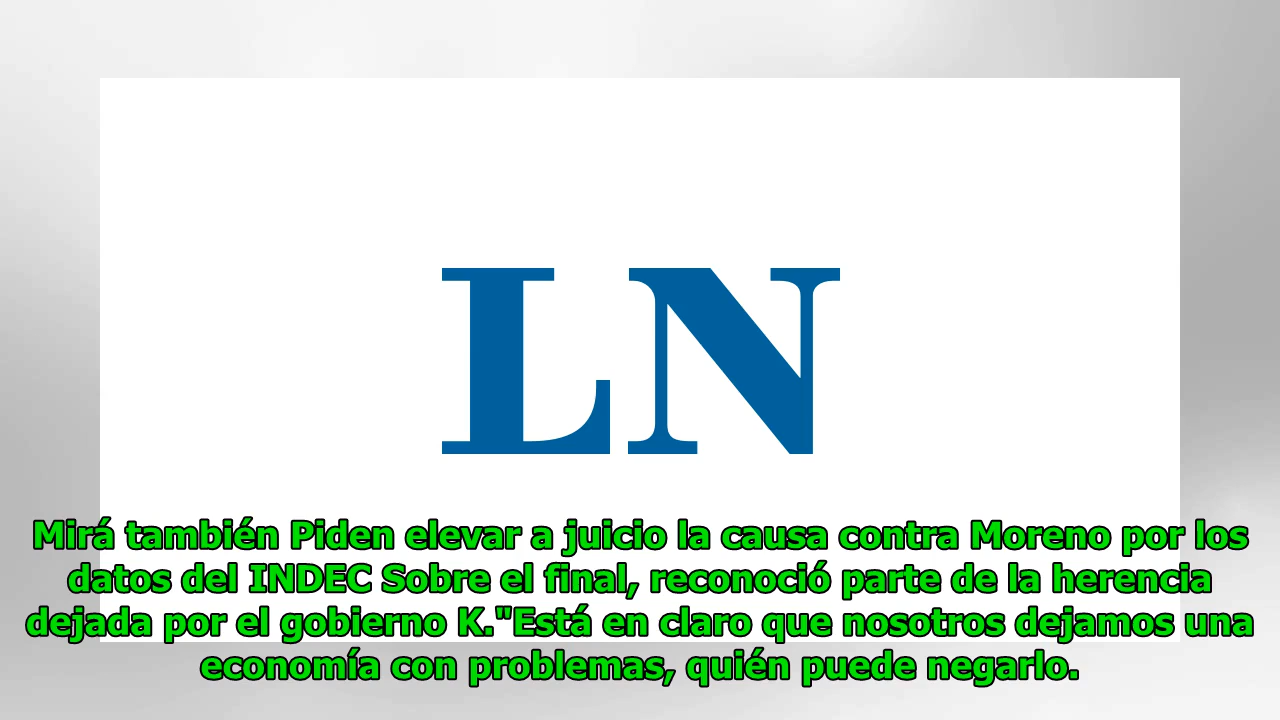 LN
Mirá también Piden elevar a juicio la causa contra Moreno por los
datos del INDEC Sobre el final, reconoció parte de la herencia
dejada por el gobierno K."Está en claro que nosotros dejamos una
economía con problemas, quién puede negarlo.